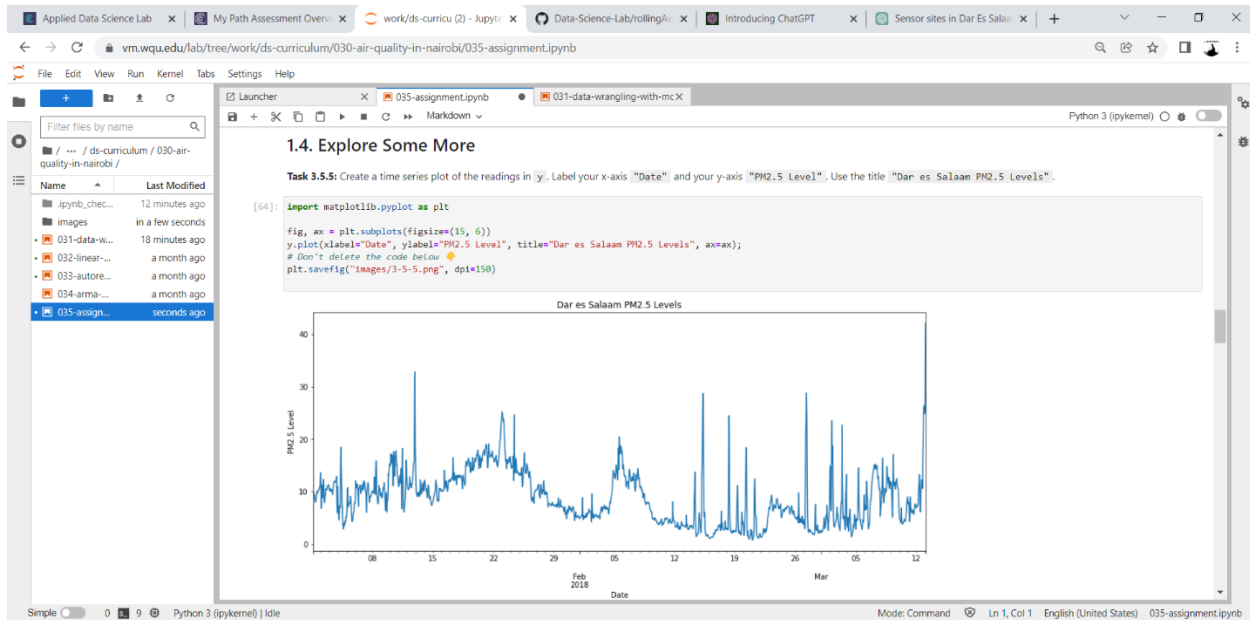 Applied Data Science Lab
My Path Assessment Overvi
work/ds-curricu (2) - Jupyte
Data-Science-Lab/rollingAv
Introducing ChatGPT
Sensor sites in Dar Es Salaa
vm.wqu.edu/lab/tree/work/ds-curriculum/030-air-quality-in-nairobi/035-assignment.ipynb
File Edit View Run Kernel Tabs Settings Help
Launcher
035-assignment.ipynb
031-data-wrangling-with-mc
Markdown
Python 3 (ipykernel)
Filter files by name
/ ··· / ds-curriculum / 030-air-
quality-in-nairobi /
Name Last Modified
.ipynb_chec... 12 minutes ago
images in a few seconds
031-data-w... 18 minutes ago
032-linear-... a month ago
033-autore... a month ago
034-arma-... a month ago
035-assign... seconds ago
1.4. Explore Some More
Task 3.5.5: Create a time series plot of the readings in y. Label your x-axis "Date" and your y-axis "PM2.5 Level". Use the title "Dar es Salaam PM2.5 Levels".
[64]: import matplotlib.pyplot as plt
fig, ax = plt.subplots(figsize=(15, 6))
y.plot(xlabel="Date", ylabel="PM2.5 Level", title="Dar es Salaam PM2.5 Levels", ax=ax);
# Don't delete the code below 👇
plt.savefig("images/3-5-5.png", dpi=150)
Dar es Salaam PM2.5 Levels
40
30
20
10
0
PM2.5 Level
08 15 22 29 05 12 19 26 05 12
Feb Mar
2018
Date
Simple 0 9 Python 3 (ipykernel) | Idle
Mode: Command Ln 1, Col 1 English (United States) 035-assignment.ipynb